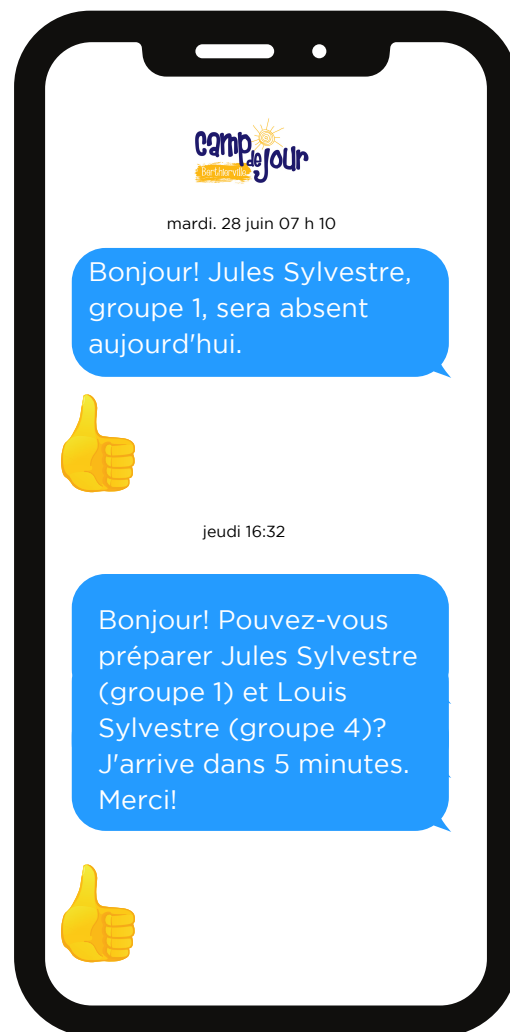 camp de jour
Berthierville
mardi. 28 juin 07 h 10
Bonjour! Jules Sylvestre,
groupe 1, sera absent
aujourd'hui.
jeudi 16:32
Bonjour! Pouvez-vous
préparer Jules Sylvestre
(groupe 1) et Louis
Sylvestre (groupe 4)?
J'arrive dans 5 minutes.
Merci!